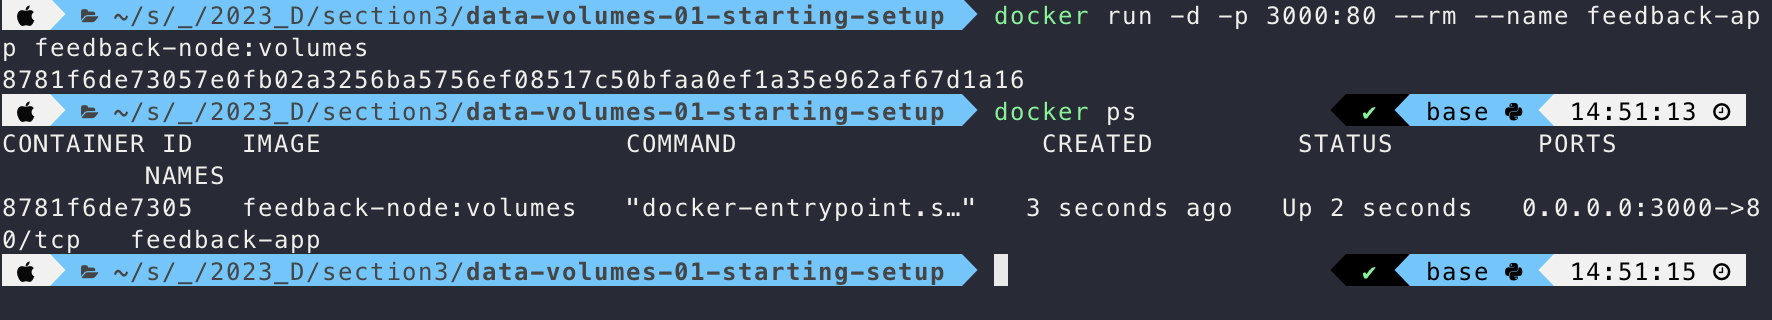 ~/s/_/2023_D/section3/data-volumes-01-starting-setup docker run -d -p 3000:80 --rm --name feedback-ap
p feedback-node:volumes
8781f6de73057e0fb02a3256ba5756ef08517c50bfaa0ef1a35e962af67d1a16
~/s/_/2023_D/section3/data-volumes-01-starting-setup docker ps ✔ base 14:51:13
CONTAINER ID IMAGE COMMAND CREATED STATUS PORTS
NAMES
8781f6de7305 feedback-node:volumes "docker-entrypoint.s…" 3 seconds ago Up 2 seconds 0.0.0.0:3000->8
0/tcp feedback-app
~/s/_/2023_D/section3/data-volumes-01-starting-setup ✔ base 14:51:15